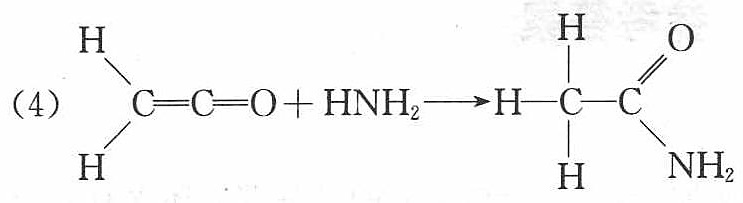 H H O
(4) C=C=O+HNH₂⟶H—C—C
H H NH₂